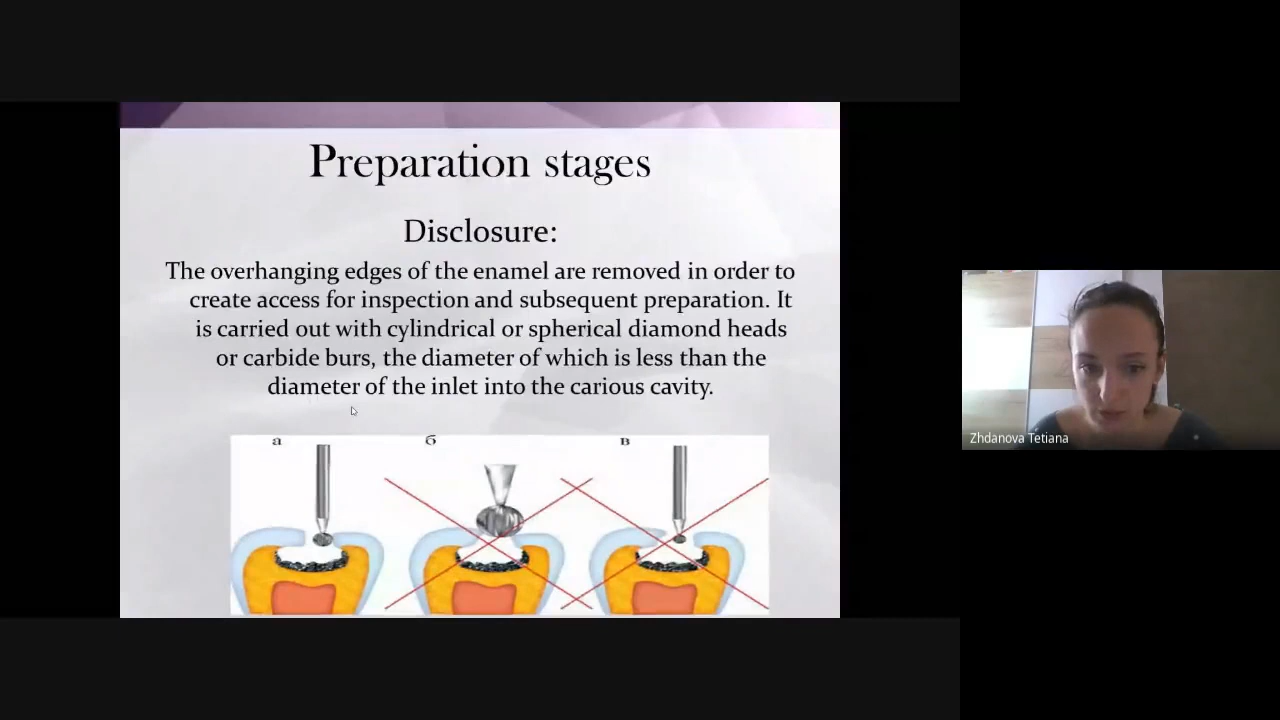 Preparation stages
Disclosure:
The overhanging edges of the enamel are removed in order to
create access for inspection and subsequent preparation. It
is carried out with cylindrical or spherical diamond heads
or carbide burs, the diameter of which is less than the
diameter of the inlet into the carious cavity.
а б в
Zhdanova Tetiana